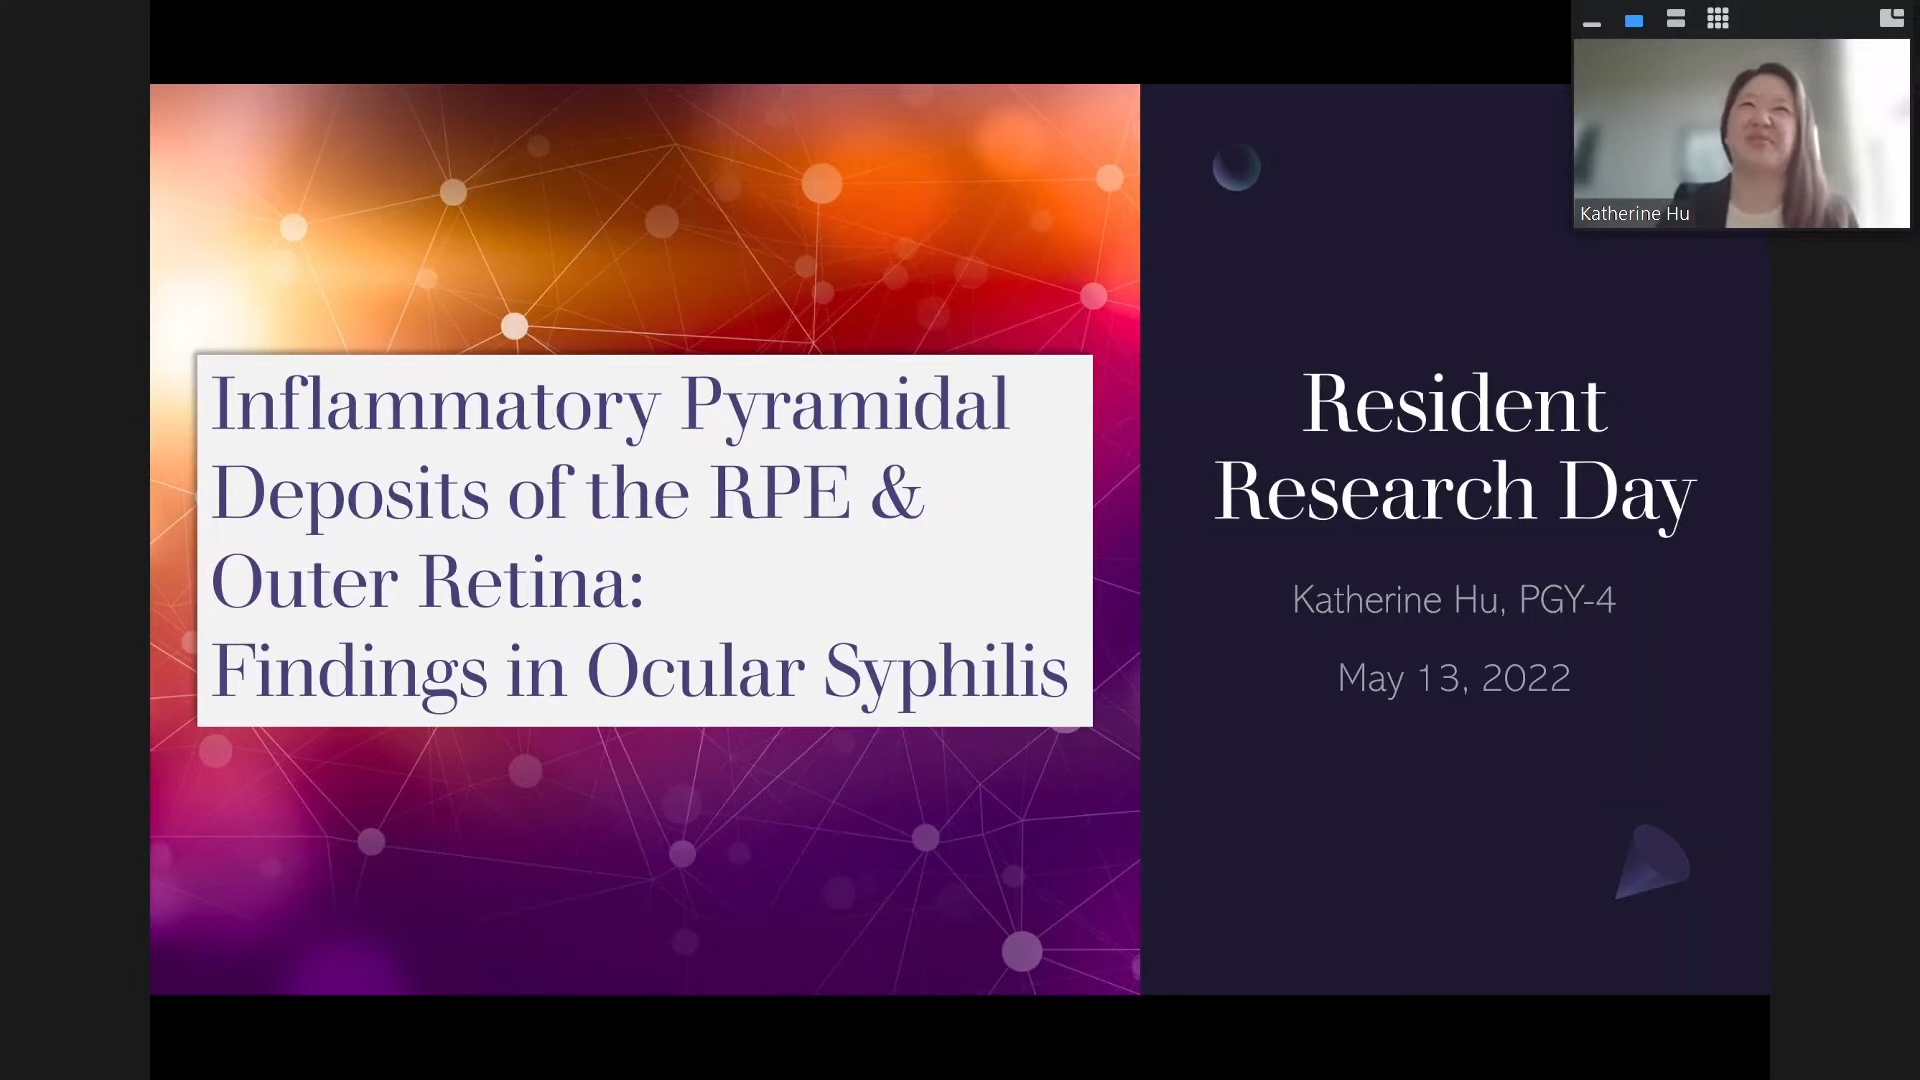 Inflammatory Pyramidal
Deposits of the RPE &
Outer Retina:
Findings in Ocular Syphilis
Resident
Research Day
Katherine Hu, PGY-4
May 13, 2022
Katherine Hu